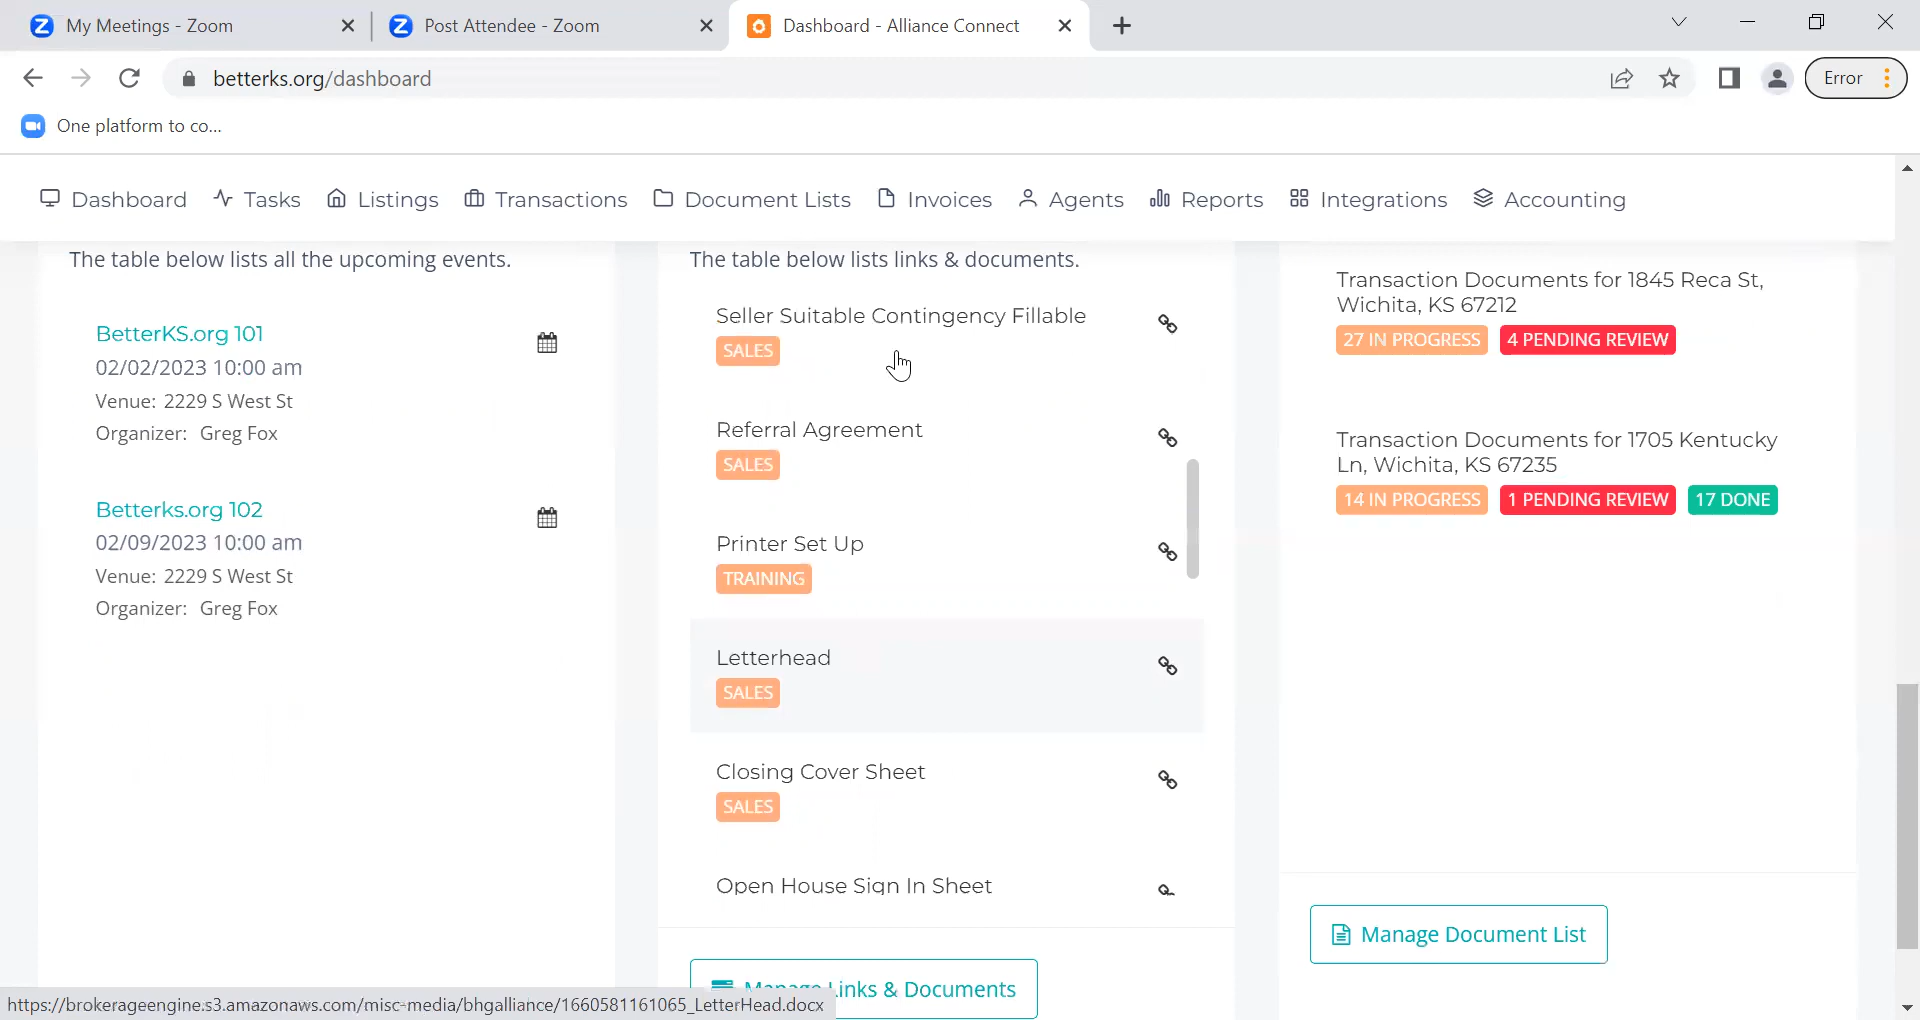 My Meetings - Zoom
Post Attendee - Zoom
Dashboard - Alliance Connect
betterks.org/dashboard
Error
One platform to co...
Dashboard
Tasks
Listings
Transactions
Document Lists
Invoices
Agents
Reports
Integrations
Accounting
The table below lists all the upcoming events.
BetterKS.org 101
02/02/2023 10:00 am
Venue: 2229 S West St
Organizer: Greg Fox
Betterks.org 102
02/09/2023 10:00 am
Venue: 2229 S West St
Organizer: Greg Fox
The table below lists links & documents.
Seller Suitable Contingency Fillable
SALES
Referral Agreement
SALES
Printer Set Up
TRAINING
Letterhead
SALES
Closing Cover Sheet
SALES
Open House Sign In Sheet
Manage Links & Documents
Transaction Documents for 1845 Reca St,
Wichita, KS 67212
27 IN PROGRESS 4 PENDING REVIEW
Transaction Documents for 1705 Kentucky
Ln, Wichita, KS 67235
14 IN PROGRESS 1 PENDING REVIEW 17 DONE
Manage Document List
https://brokerageengine.s3.amazonaws.com/misc-media/bhgalliance/1660581161065_LetterHead.docx